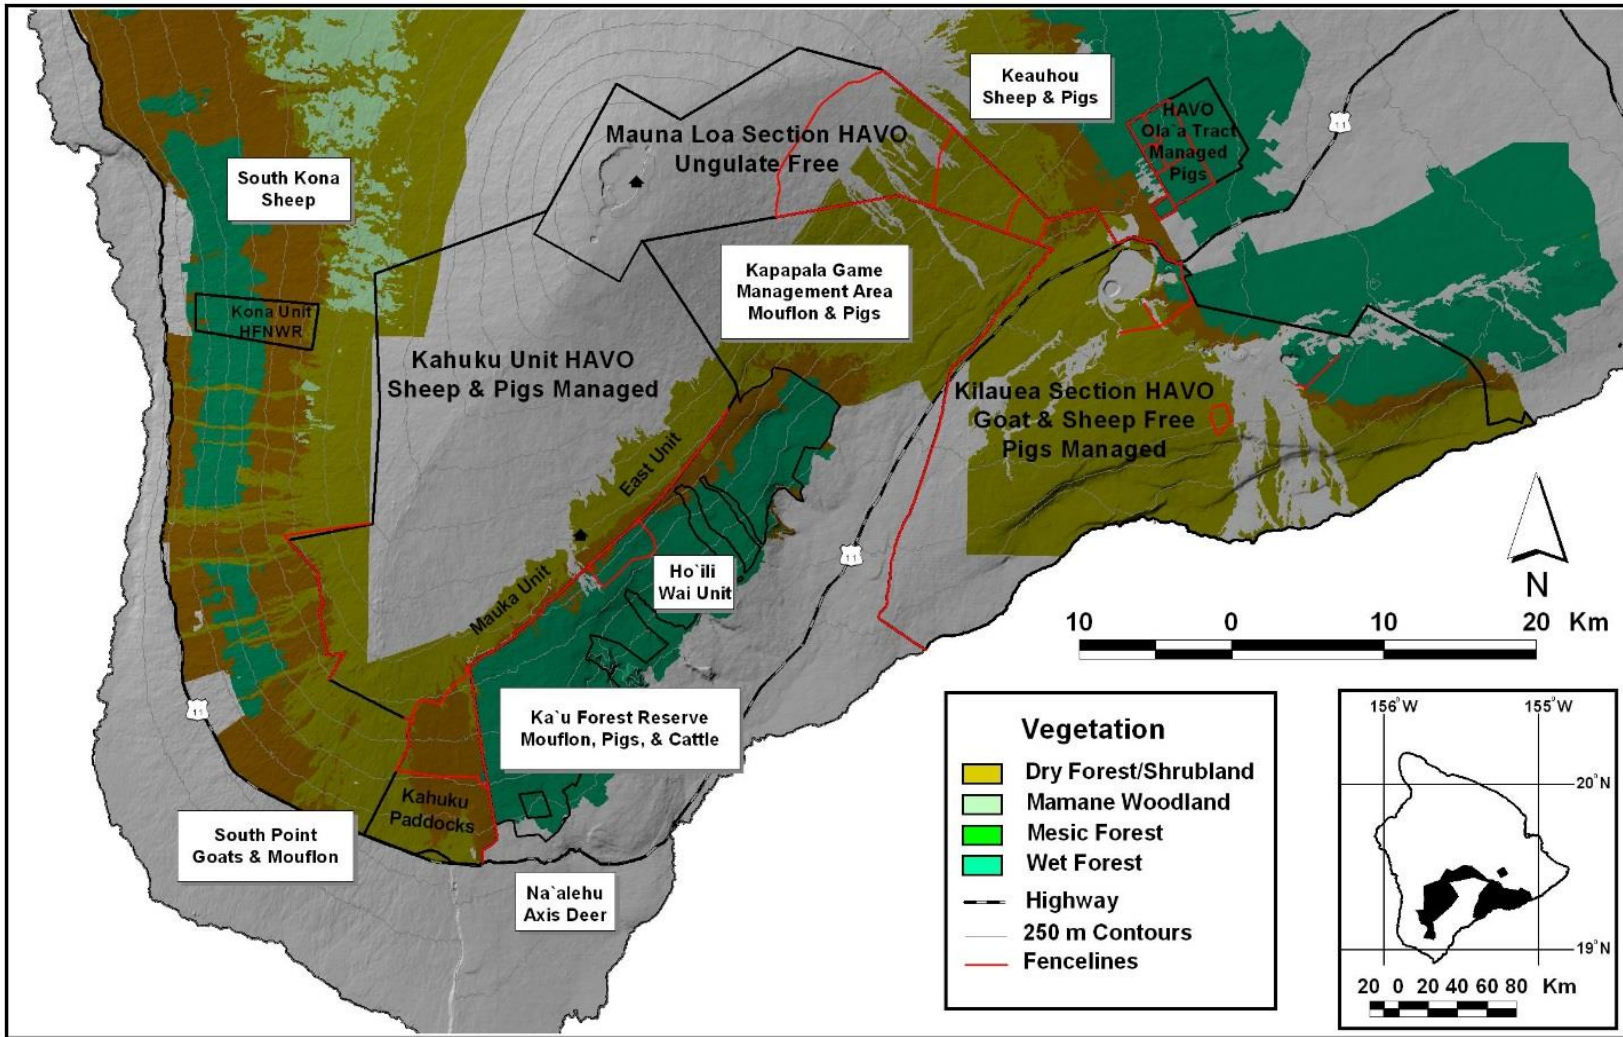 Keauhou
Sheep & Pigs
HAVO
Ola`a Tract
Managed
Pigs
11
Mauna Loa Section HAVO
Ungulate Free
South Kona
Sheep
Kapapala Game
Management Area
Mouflon & Pigs
Kona Unit
HFNWR
Kahuku Unit HAVO
Sheep & Pigs Managed
Kilauea Section HAVO
Goat & Sheep Free
Pigs Managed
East Unit
Mauka Unit
11
Ho`ili
Wai Unit
N
10 0 10 20 Km
11
Ka`u Forest Reserve
Mouflon, Pigs, & Cattle
Kahuku
Paddocks
South Point
Goats & Mouflon
Na`alehu
Axis Deer
Vegetation
Dry Forest/Shrubland
Mamane Woodland
Mesic Forest
Wet Forest
Highway
250 m Contours
Fencelines
156°W 155°W
20°N
19°N
20 0 20 40 60 80 Km